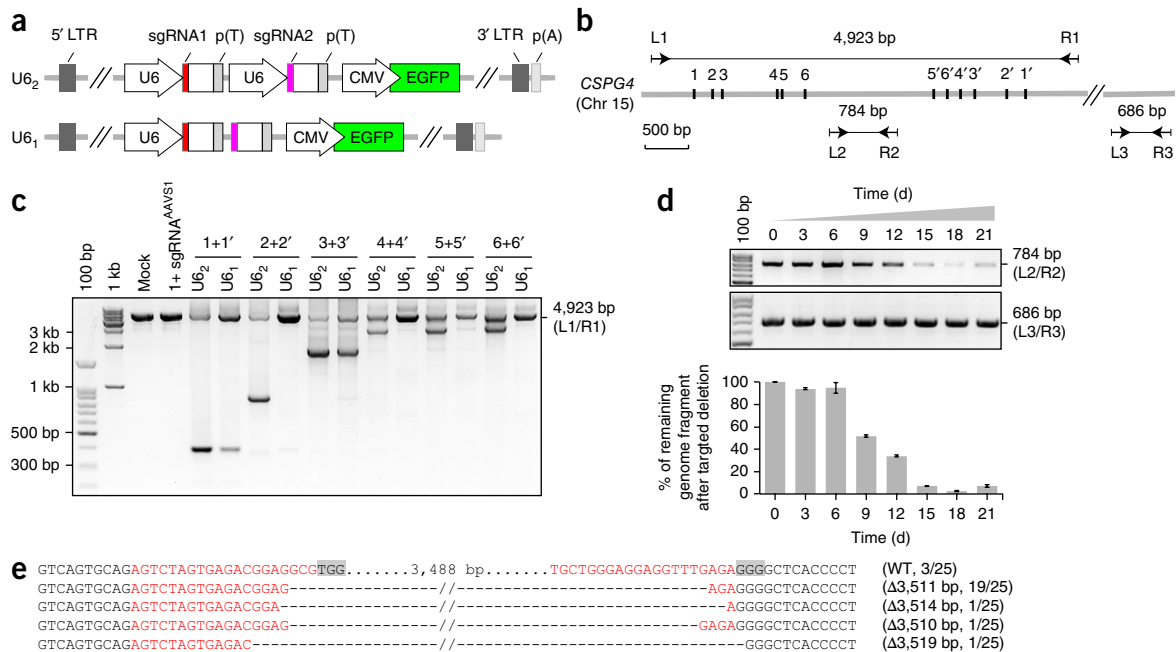 a
5′ LTR
sgRNA1
p(T)
sgRNA2
p(T)
3′ LTR
p(A)
U6₂
U6
U6
CMV
EGFP
U6₁
U6
CMV
EGFP
b
L1
4,923 bp
R1
1 2 3 4 5 6 5′ 6′ 4′ 3′ 2′ 1′
CSPG4
(Chr 15)
784 bp
686 bp
500 bp
L2 R2
L3 R3
c
100 bp
1 kb
Mock
1+ sgRNA^AAVS1
1+1′ 2+2′ 3+3′ 4+4′ 5+5′ 6+6′
U6₂ U6₁ U6₂ U6₁ U6₂ U6₁ U6₂ U6₁ U6₂ U6₁ U6₂ U6₁
4,923 bp
(L1/R1)
3 kb
2 kb
1 kb
500 bp
300 bp
d
Time (d)
100 bp
0 3 6 9 12 15 18 21
784 bp
(L2/R2)
686 bp
(L3/R3)
% of remaining
genome fragment
after targted deletion
100
80
60
40
20
0
0 3 6 9 12 15 18 21
Time (d)
e
GTCAGTGCAGAGTCTAGTGAGACGGAGGCGTGG.......3,488 bp.......TGCTGGGAGGAGGTTTGAGAGGGGCTCACCCCT (WT, 3/25)
GTCAGTGCAGAGTCTAGTGAGACGGAG---------------//--------------------------AGAGGGGCTCACCCCT (Δ3,511 bp, 19/25)
GTCAGTGCAGAGTCTAGTGAGACGGA----------------//----------------------------AGGGGCTCACCCCT (Δ3,514 bp, 1/25)
GTCAGTGCAGAGTCTAGTGAGACGGAG---------------//-------------------------GAGAGGGGCTCACCCCT (Δ3,510 bp, 1/25)
GTCAGTGCAGAGTCTAGTGAGAC-------------------//------------------------------GGGCTCACCCCT (Δ3,519 bp, 1/25)